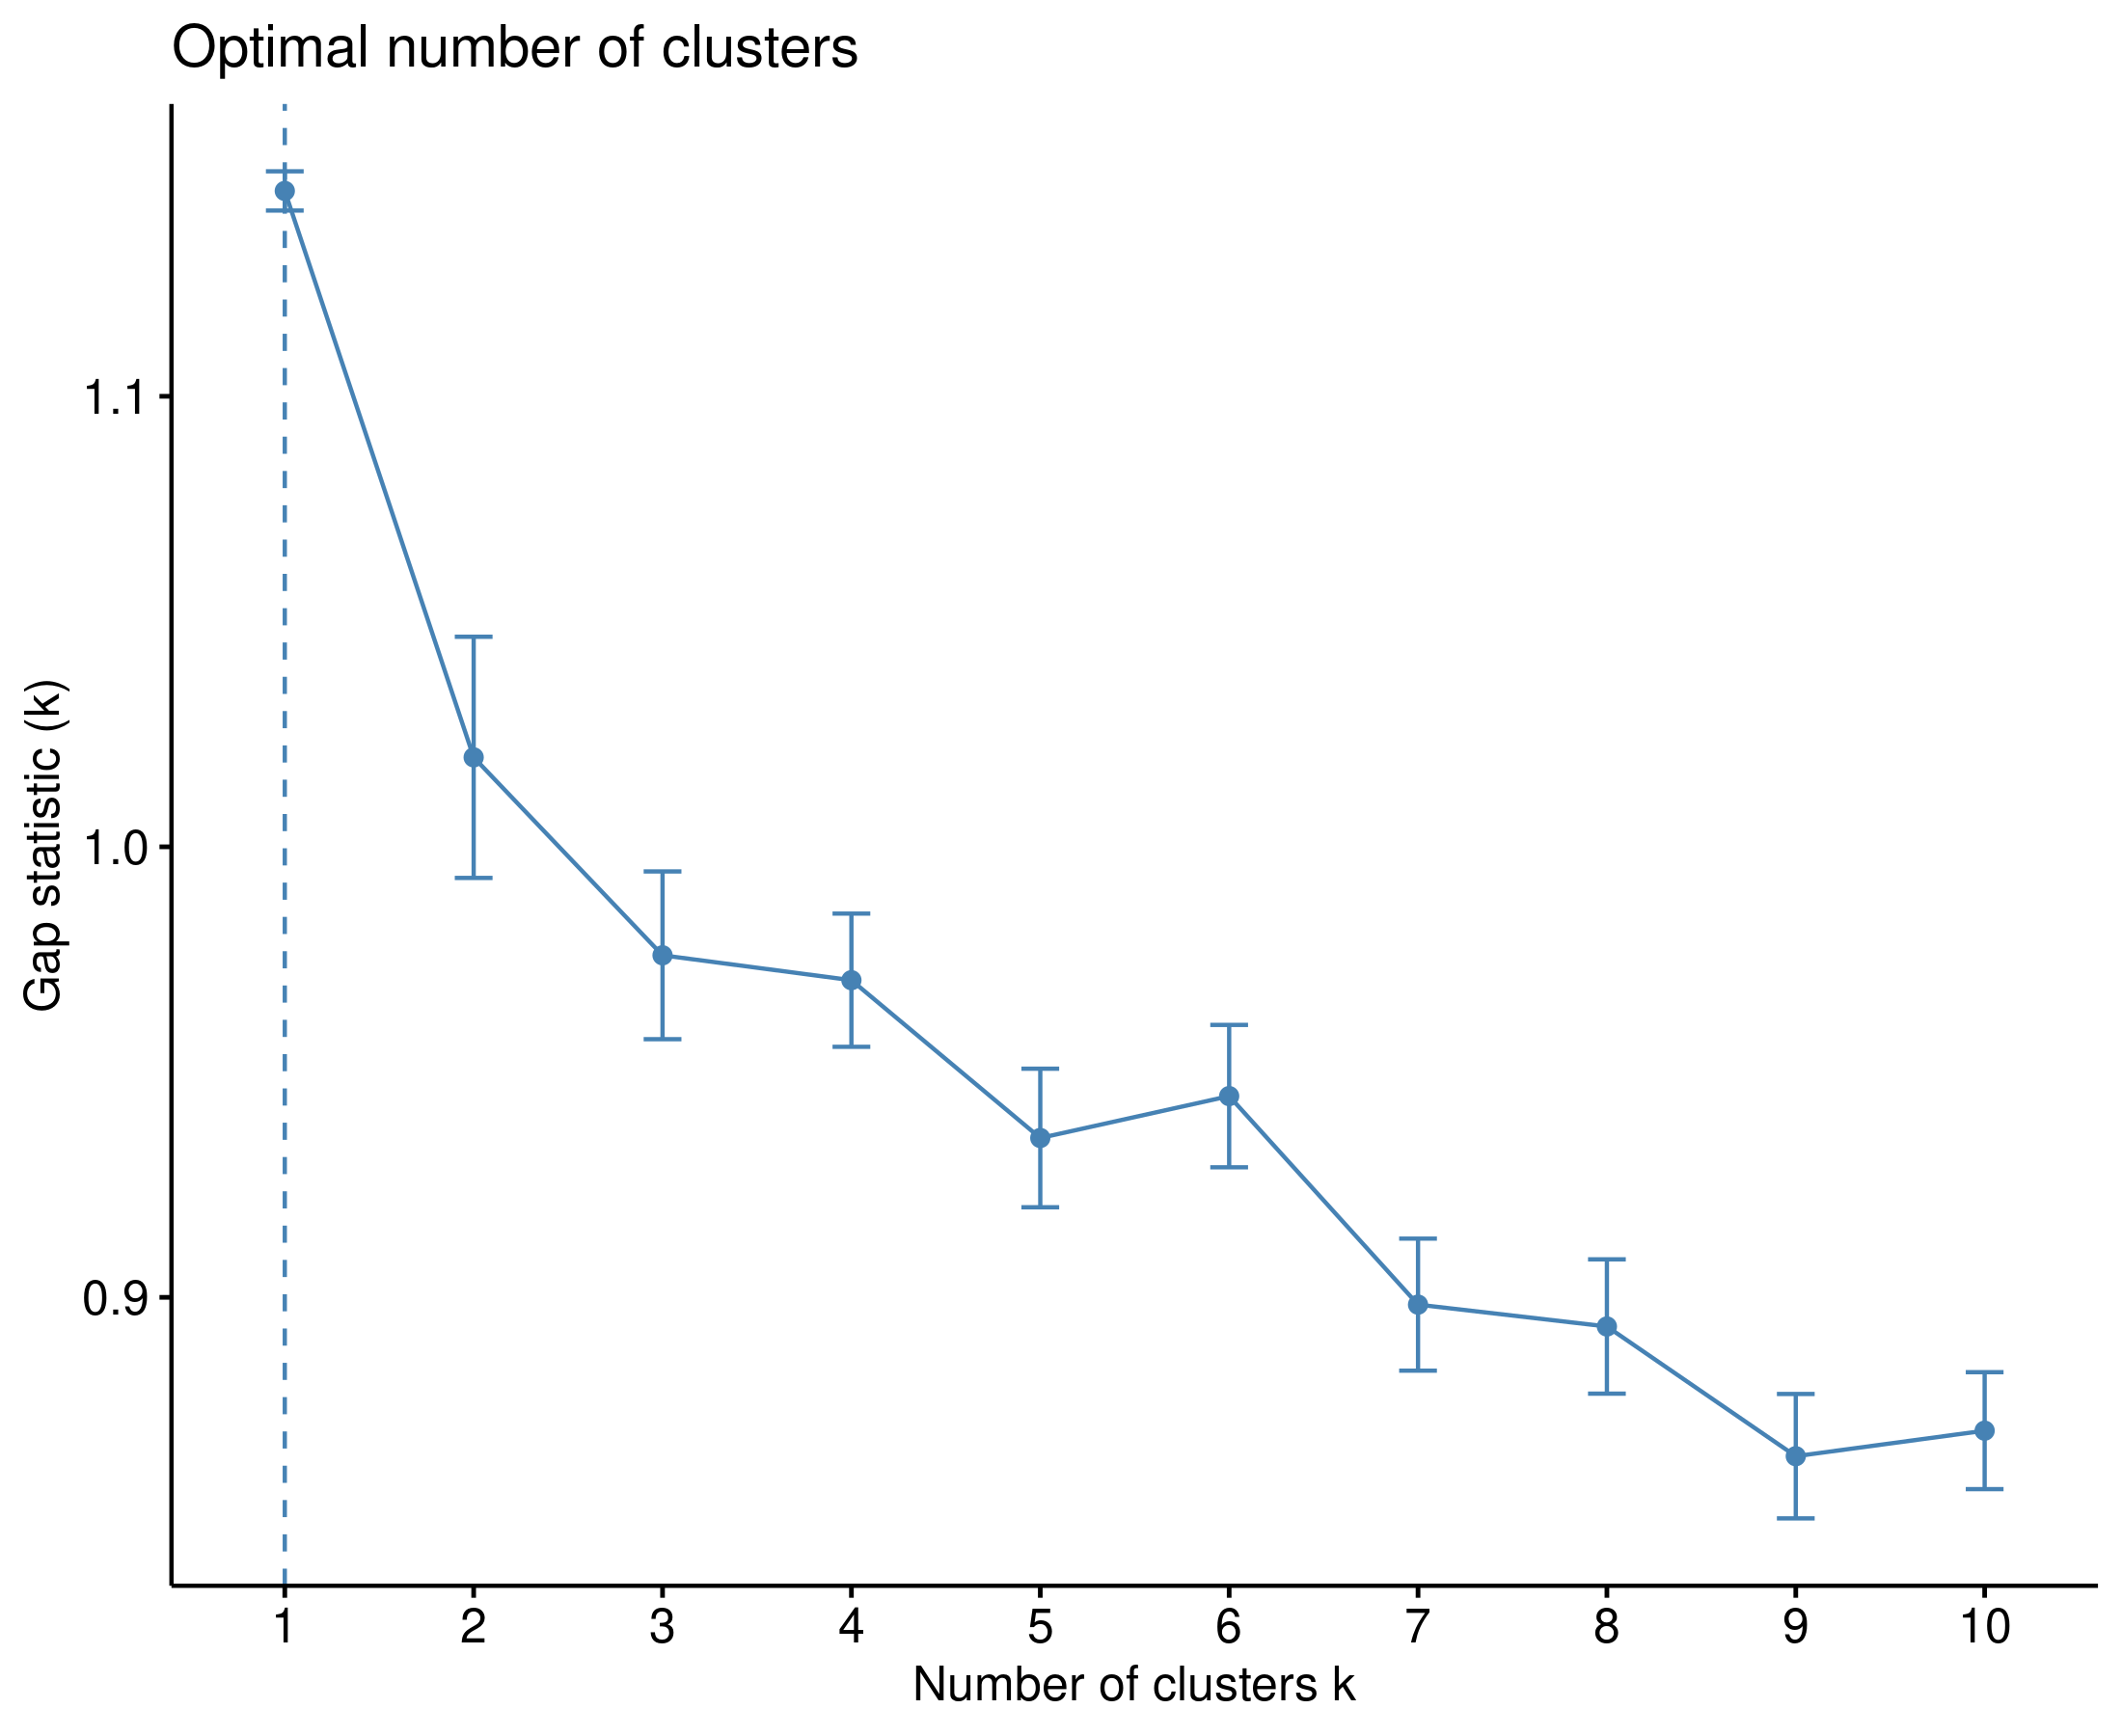 Optimal number of clusters
Gap statistic (k)
1.1
1.0
0.9
1 2 3 4 5 6 7 8 9 10
Number of clusters k